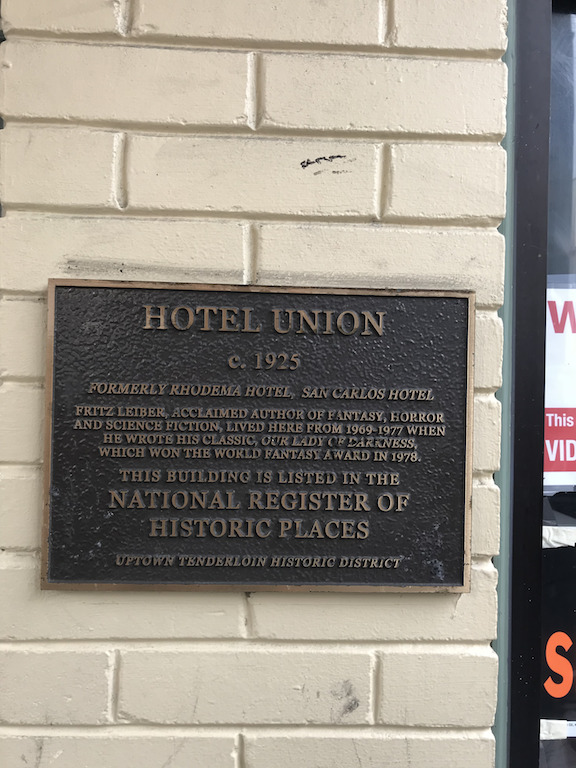 HOTEL UNION
c. 1925
FORMERLY RHODEMA HOTEL, SAN CARLOS HOTEL
FRITZ LEIBER, ACCLAIMED AUTHOR OF FANTASY, HORROR
AND SCIENCE FICTION, LIVED HERE FROM 1969-1977 WHEN
HE WROTE HIS CLASSIC, OUR LADY OF DARKNESS,
WHICH WON THE WORLD FANTASY AWARD IN 1978.
THIS BUILDING IS LISTED IN THE
NATIONAL REGISTER OF
HISTORIC PLACES
UPTOWN TENDERLOIN HISTORIC DISTRICT
W
This
VID
S